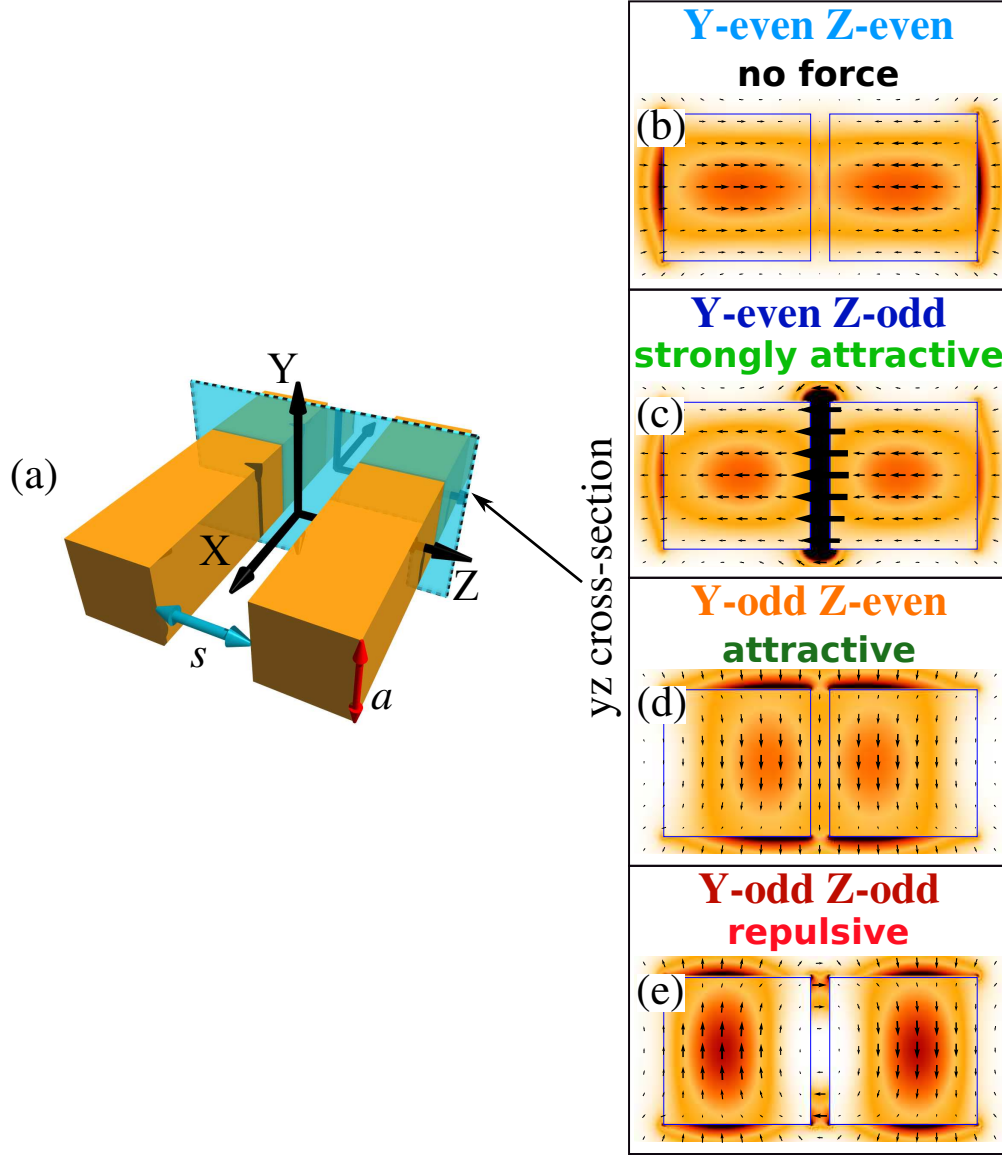 (a)
Y
X
Z
s
a
yz cross-section
Y-even Z-even
no force
(b)
Y-even Z-odd
strongly attractive
(c)
Y-odd Z-even
attractive
(d)
Y-odd Z-odd
repulsive
(e)